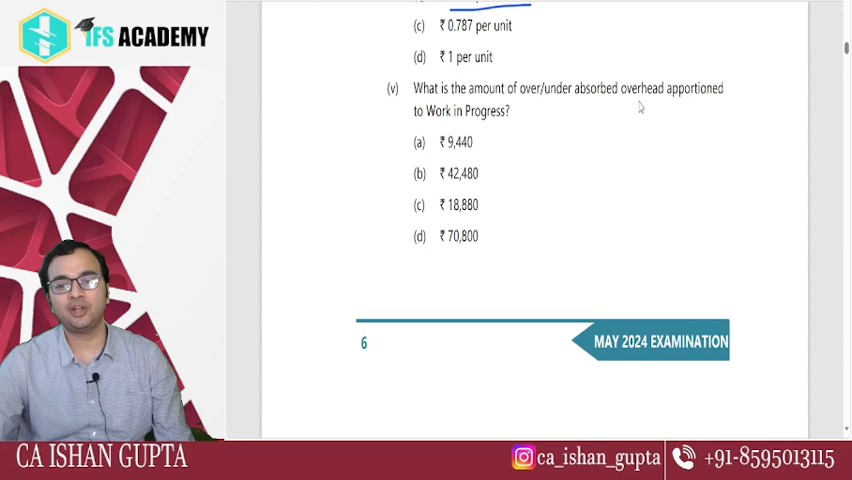 IFS ACADEMY
(c) ₹ 0.787 per unit
(d) ₹ 1 per unit
(v) What is the amount of over/under absorbed overhead apportioned
to Work in Progress?
(a) ₹ 9,440
(b) ₹ 42,480
(c) ₹ 18,880
(d) ₹ 70,800
6
MAY 2024 EXAMINATION
CA ISHAN GUPTA
ca_ishan_gupta
+91-8595013115